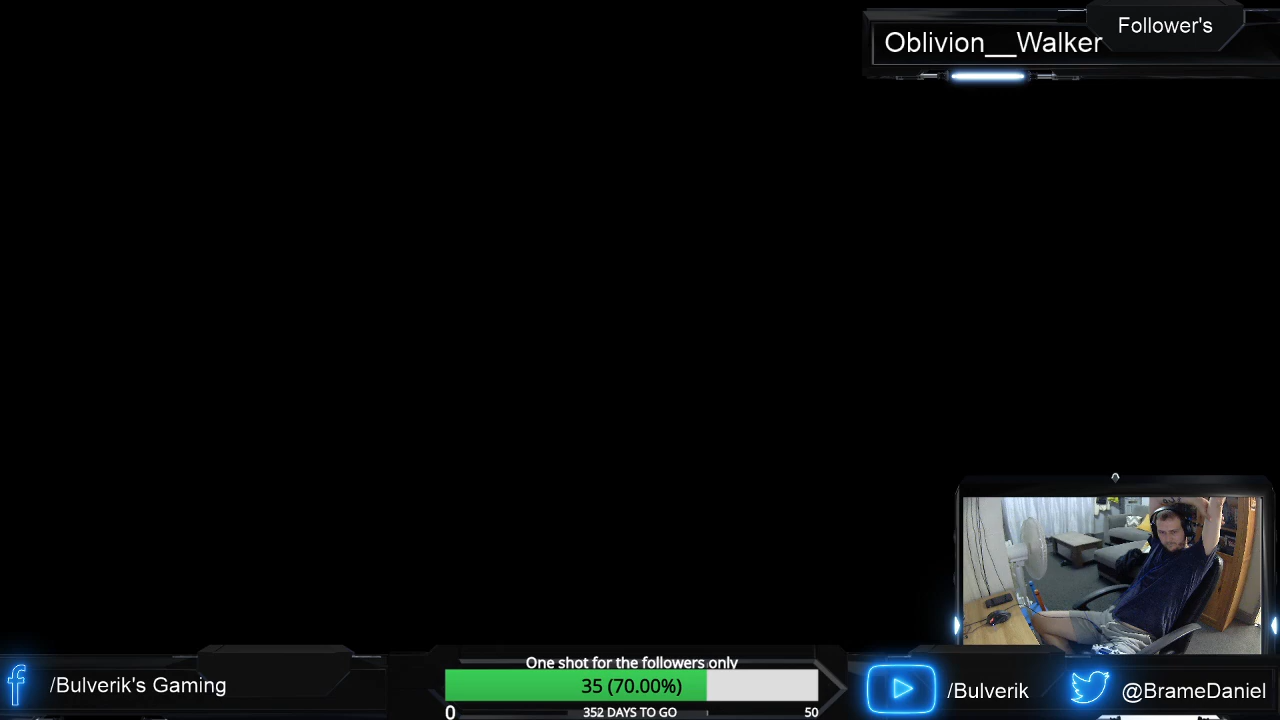 Follower's
Oblivion__Walker
/Bulverik's Gaming
One shot for the followers only
35 (70.00%)
0
352 DAYS TO GO
50
/Bulverik
@BrameDaniel